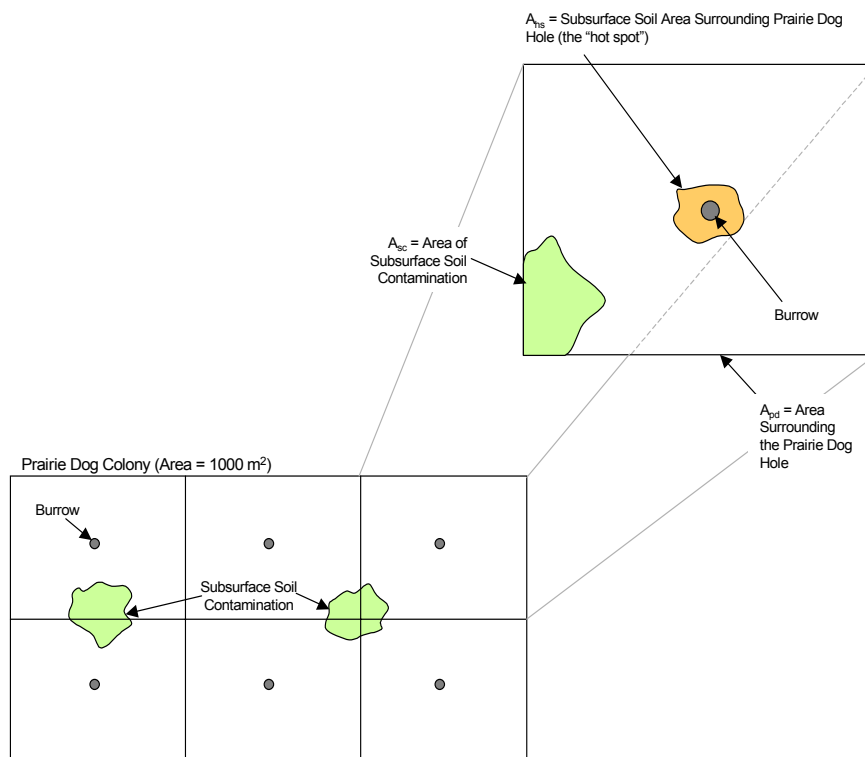 A_hs = Subsurface Soil Area Surrounding Prairie Dog
Hole (the “hot spot”)
A_sc = Area of
Subsurface Soil
Contamination
Burrow
A_pd = Area
Surrounding
the Prairie Dog
Hole
Prairie Dog Colony (Area = 1000 m²)
Burrow
Subsurface Soil
Contamination